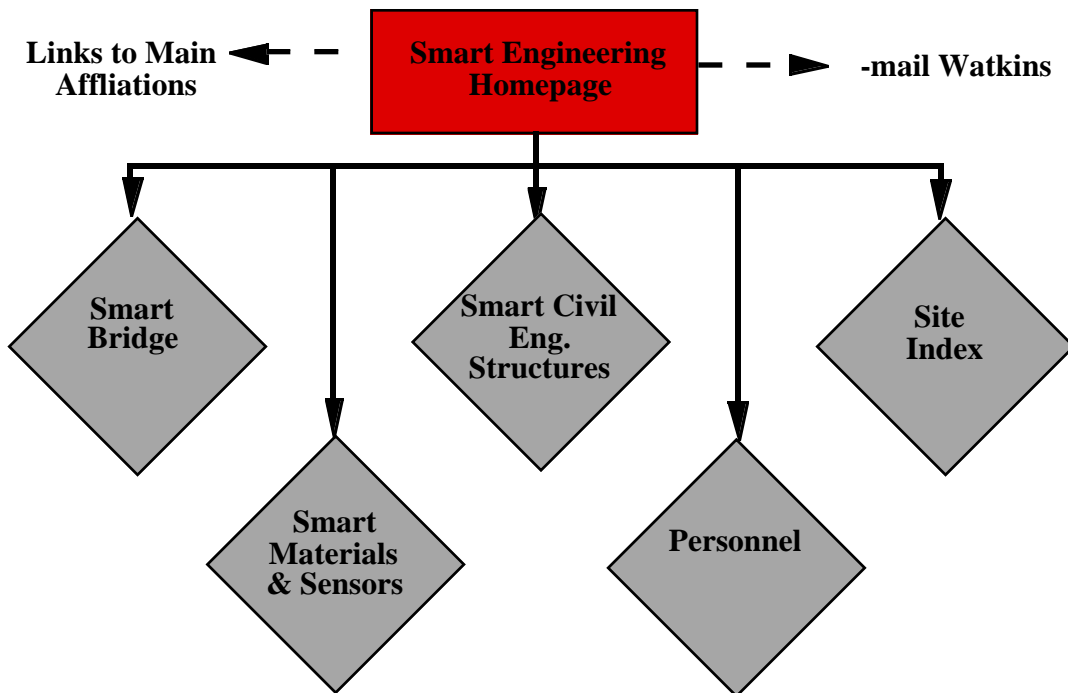 Links to Main
Affliations
Smart Engineering
Homepage
-mail Watkins
Smart
Bridge
Smart Civil
Eng.
Structures
Site
Index
Smart
Materials
& Sensors
Personnel